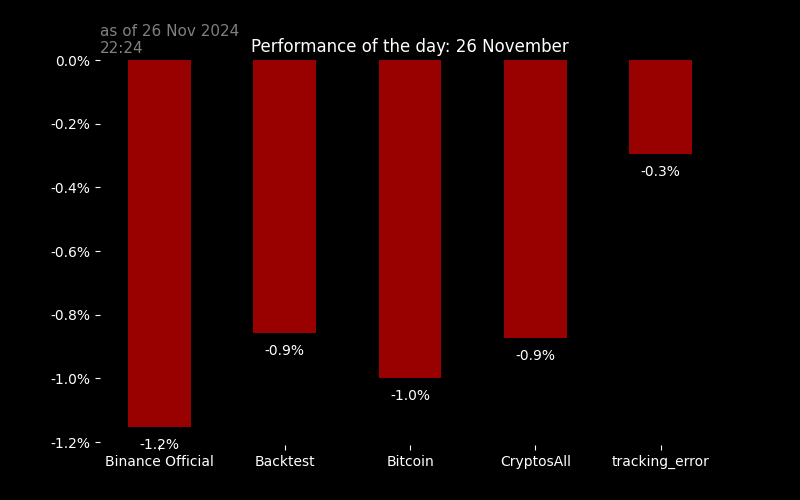 as of 26 Nov 2024
22:24
Performance of the day: 26 November
0.0%
-0.2%
-0.4%
-0.6%
-0.8%
-1.0%
-1.2%
-1.2%
-0.9%
-1.0%
-0.9%
-0.3%
Binance Official
Backtest
Bitcoin
CryptosAll
tracking_error